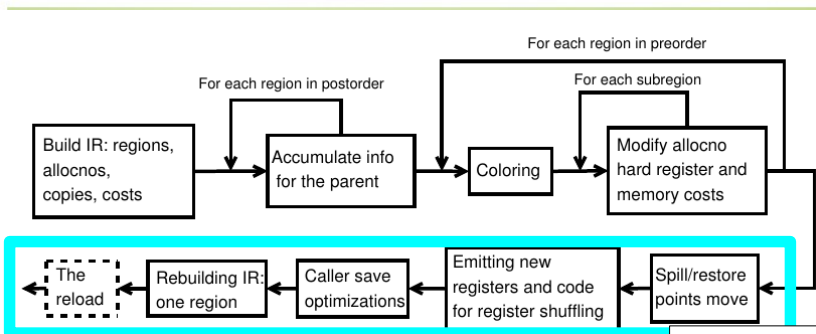 For each region in preorder
For each region in postorder
For each subregion
Build IR: regions,
allocnos,
copies, costs
Accumulate info
for the parent
Coloring
Modify allocno
hard register and
memory costs
The
reload
Rebuilding IR:
one region
Caller save
optimizations
Emitting new
registers and code
for register shuffling
Spill/restore
points move